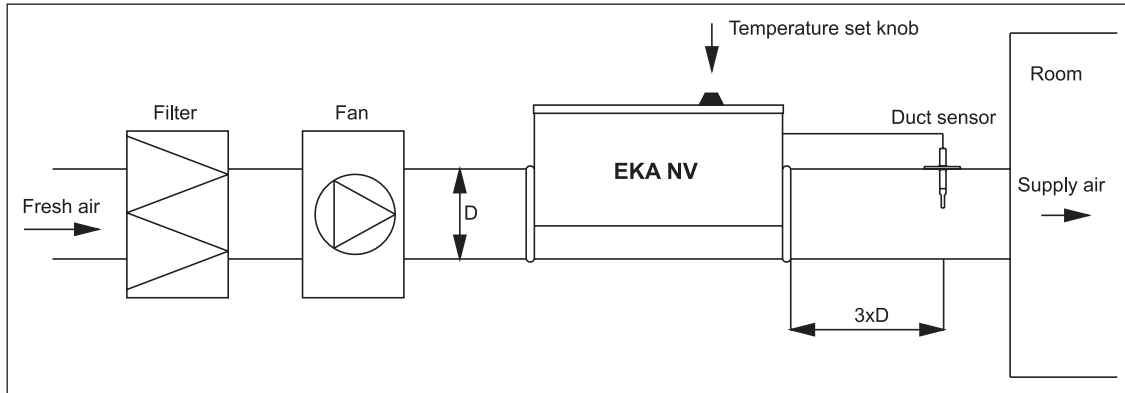 Temperature set knob
Room
Filter
Fan
Duct sensor
EKA NV
Fresh air
D
Supply air
3xD